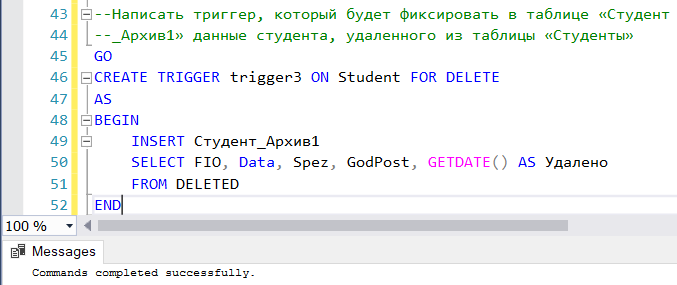 43 --Написать триггер, который будет фиксировать в таблице «Студент
44 --_Архив1» данные студента, удаленного из таблицы «Студенты»
45 GO
46 CREATE TRIGGER trigger3 ON Student FOR DELETE
47 AS
48 BEGIN
49 INSERT Студент_Архив1
50 SELECT FIO, Data, Spez, GodPost, GETDATE() AS Удалено
51 FROM DELETED
52 END
100 %
Messages
Commands completed successfully.